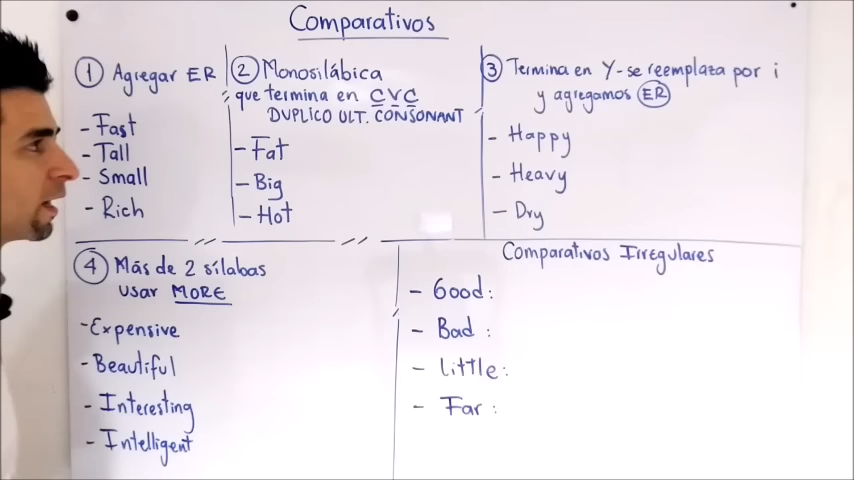 Comparativos
① Agregar ER
- Fast
- Tall
- Small
- Rich
② Monosilábica
que termina en CVC
DUPLICO ULT. CONSONANT
- Fat
- Big
- Hot
③ Termina en Y - se reemplaza por i
y agregamos ER
- Happy
- Heavy
- Dry
④ Más de 2 sílabas
usar MORE
- Expensive
- Beautiful
- Interesting
- Intelligent
Comparativos Irregulares
- Good:
- Bad :
- Little:
- Far :